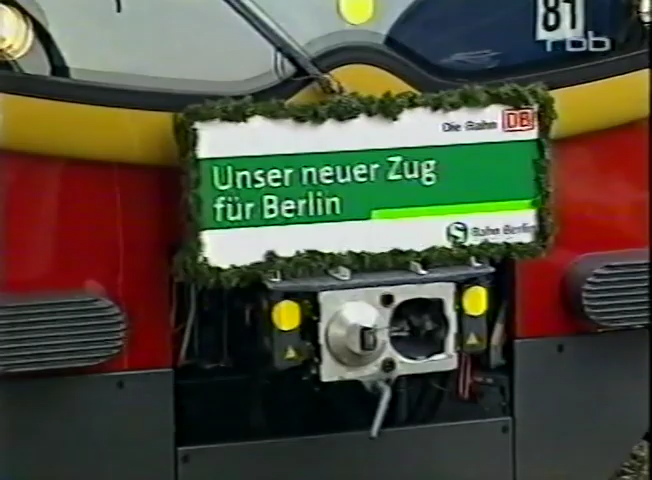 81
rbb
Die Bahn DB
Unser neuer Zug
für Berlin
S Bahn Berlin